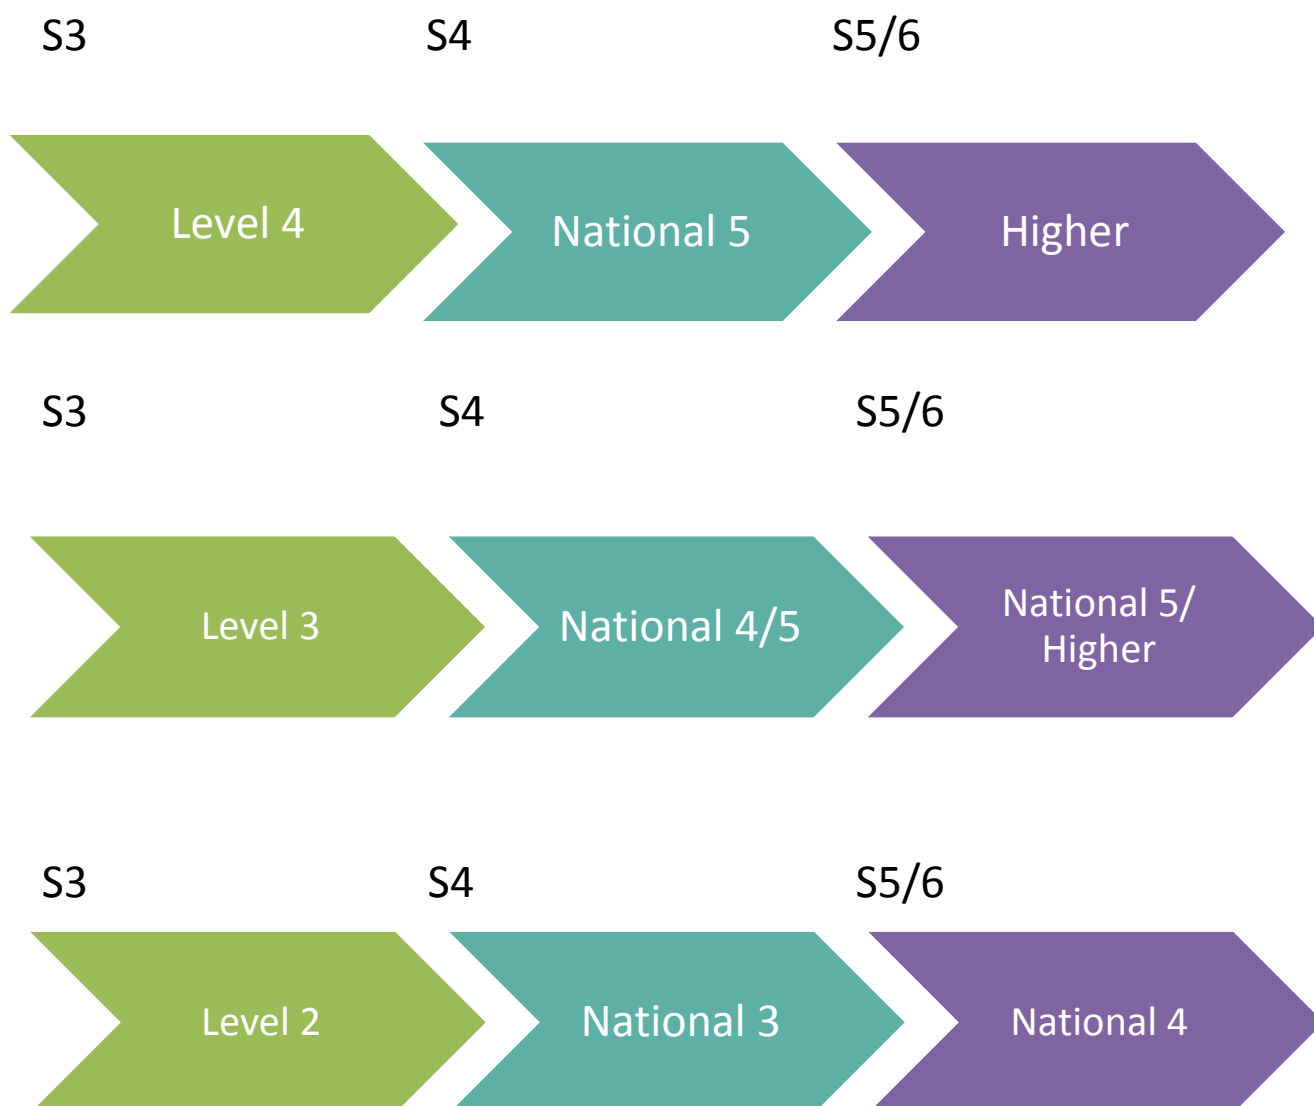 S3 S4 S5/6
Level 4 National 5 Higher
S3 S4 S5/6
Level 3 National 4/5 National 5/
Higher
S3 S4 S5/6
Level 2 National 3 National 4